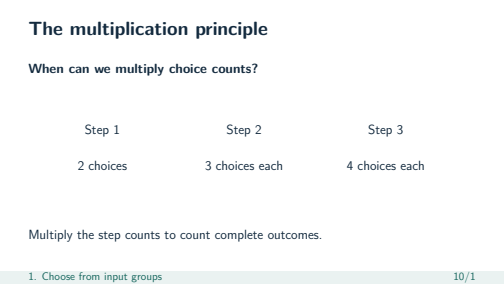 The multiplication principle
When can we multiply choice counts?
Step 1 Step 2 Step 3
2 choices 3 choices each 4 choices each
Multiply the step counts to count complete outcomes.
1. Choose from input groups 10/1